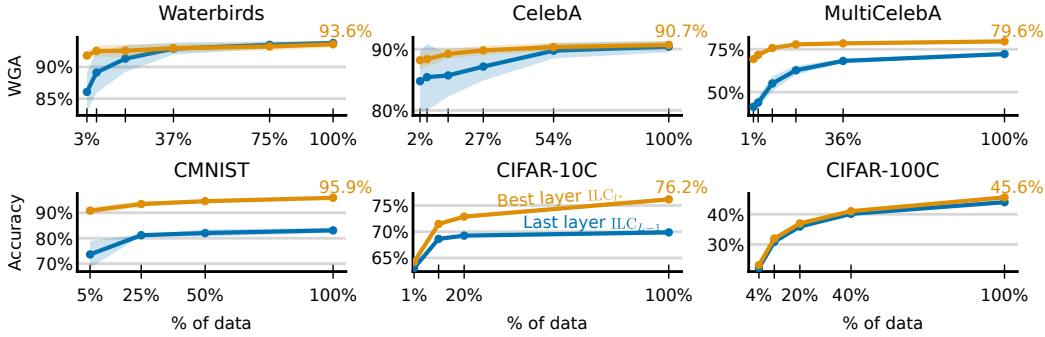 Waterbirds
93.6%
WGA
90%
85%
3% 37% 75% 100%
CelebA
90.7%
90%
80%
2% 27% 54% 100%
MultiCelebA
79.6%
75%
50%
1% 36% 100%
CMNIST
95.9%
Accuracy
90%
80%
70%
5% 25% 50% 100%
% of data
CIFAR-10C
76.2%
Best layer ILC_{l*}
Last layer ILC_{L-1}
75%
70%
65%
1% 20% 100%
% of data
CIFAR-100C
45.6%
40%
30%
4% 20% 40% 100%
% of data